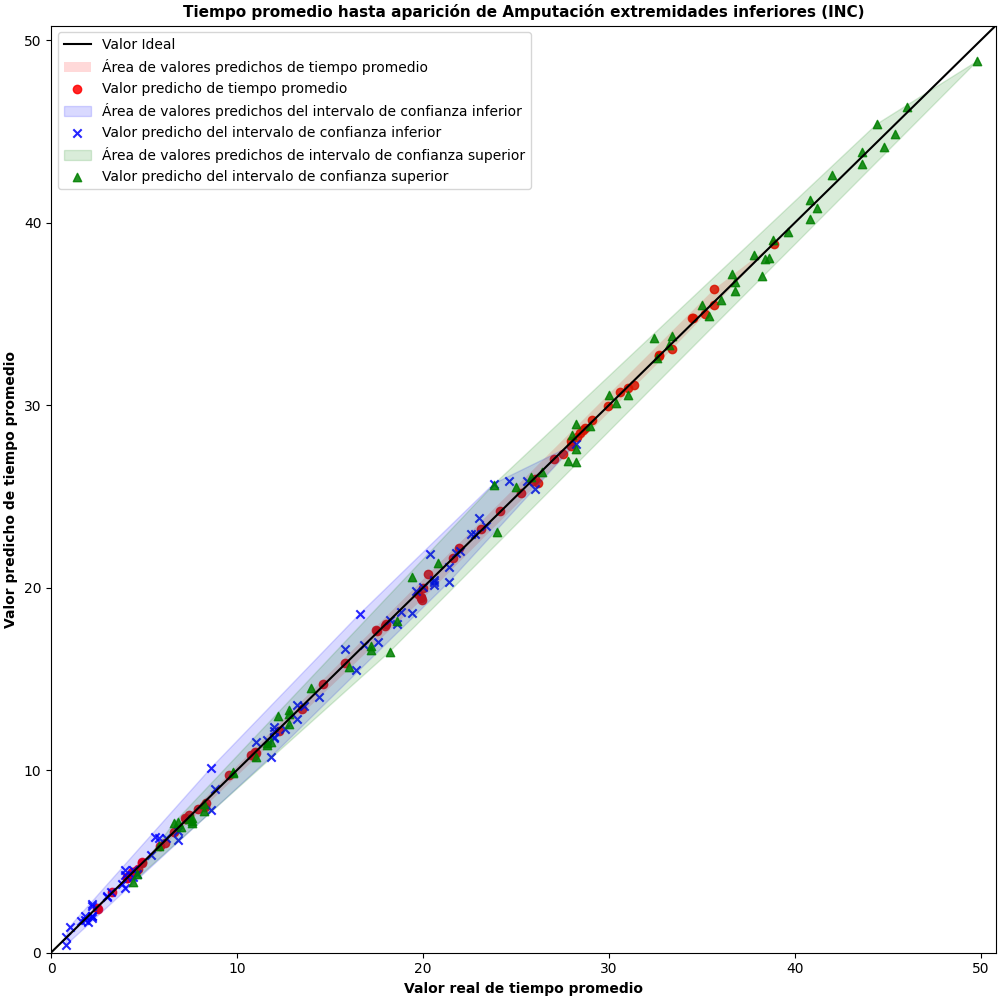 Tiempo promedio hasta aparición de Amputación extremidades inferiores (INC)
Valor Ideal
Área de valores predichos de tiempo promedio
Valor predicho de tiempo promedio
Área de valores predichos del intervalo de confianza inferior
Valor predicho del intervalo de confianza inferior
Área de valores predichos de intervalo de confianza superior
Valor predicho del intervalo de confianza superior
50
40
30
20
10
0
Valor predicho de tiempo promedio
0 10 20 30 40 50
Valor real de tiempo promedio